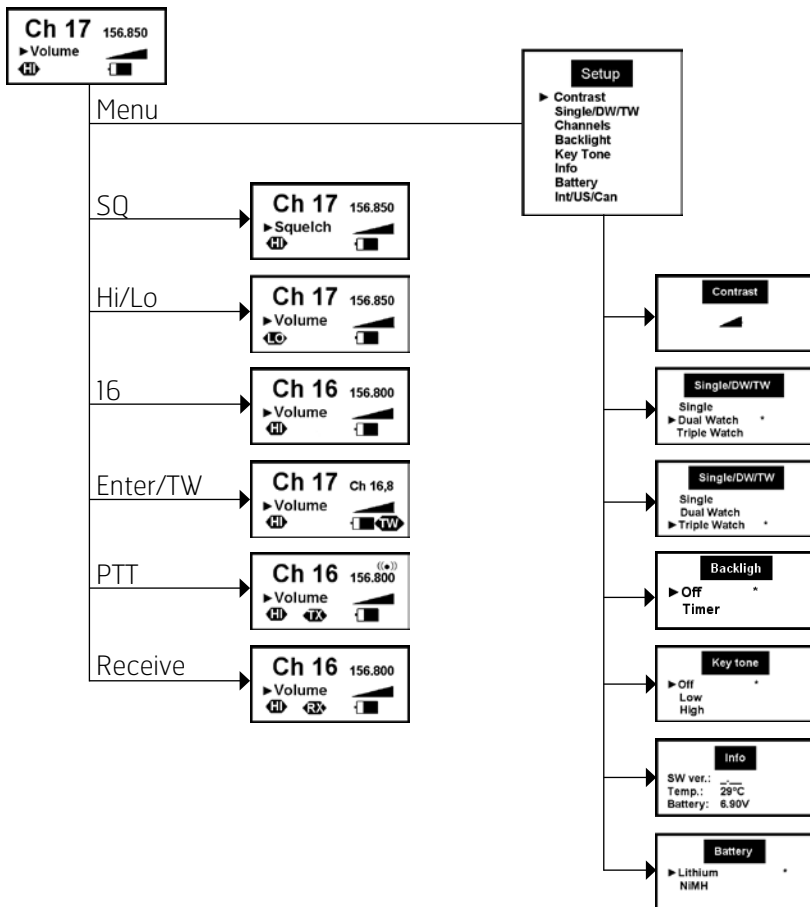 Ch 17 156.850
►Volume
HI
Menu
Setup
► Contrast
Single/DW/TW
Channels
Backlight
Key Tone
Info
Battery
Int/US/Can
SQ
Ch 17 156.850
►Squelch
HI
Hi/Lo
Ch 17 156.850
►Volume
LO
16
Ch 16 156.800
►Volume
HI
Enter/TW
Ch 17 Ch 16,8
►Volume
HI TW
PTT
Ch 16 156.800
►Volume
HI TX
Receive
Ch 16 156.800
►Volume
HI RX
Contrast
Single/DW/TW
Single
►Dual Watch *
Triple Watch
Single/DW/TW
Single
Dual Watch
►Triple Watch *
Backligh
►Off *
Timer
Key tone
►Off *
Low
High
Info
SW ver.: _.__
Temp.: 29°C
Battery: 6.90V
Battery
►Lithium *
NiMH